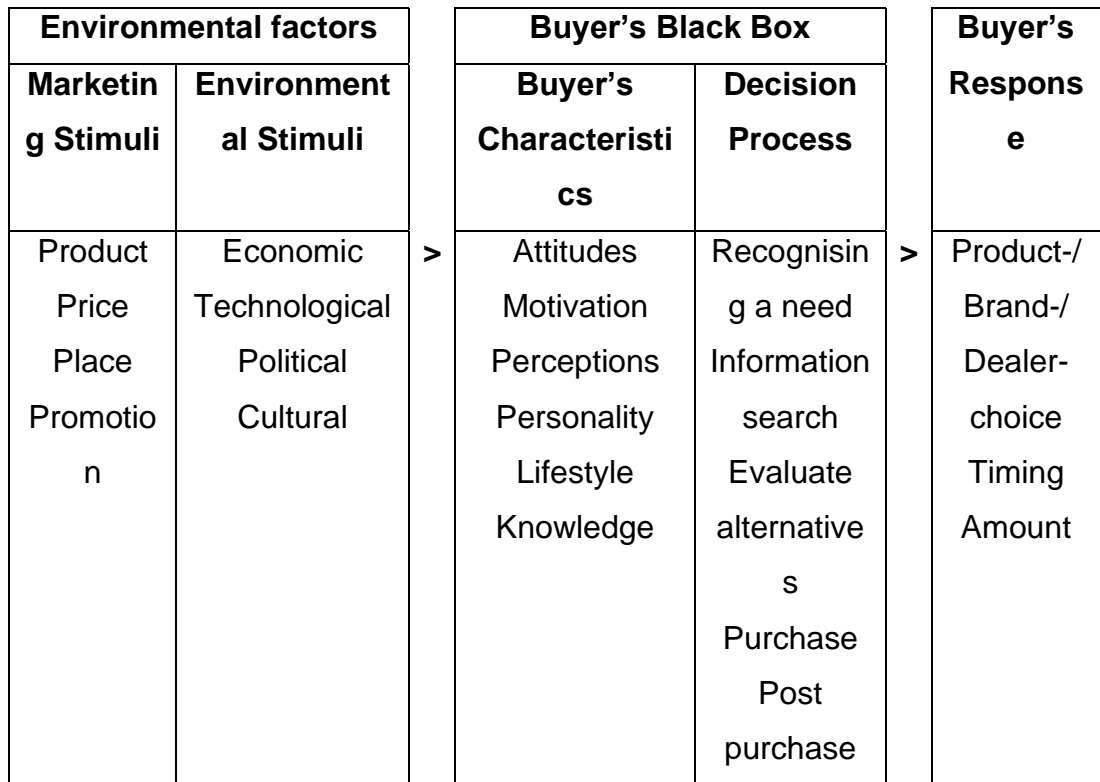 Environmental factors
Buyer’s Black Box
Buyer’s
Respons
e
Marketin
g Stimuli
Environment
al Stimuli
Buyer’s
Characteristi
cs
Decision
Process
Product
Price
Place
Promotio
n
Economic
Technological
Political
Cultural
>
Attitudes
Motivation
Perceptions
Personality
Lifestyle
Knowledge
Recognisin
g a need
Information
search
Evaluate
alternative
s
Purchase
Post
purchase
>
Product-/
Brand-/
Dealer-
choice
Timing
Amount